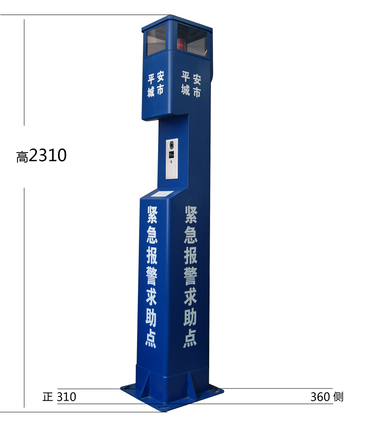 平安
城市
平安
城市
高2310
紧急报警求助点
紧急报警求助点
正 310
360 侧